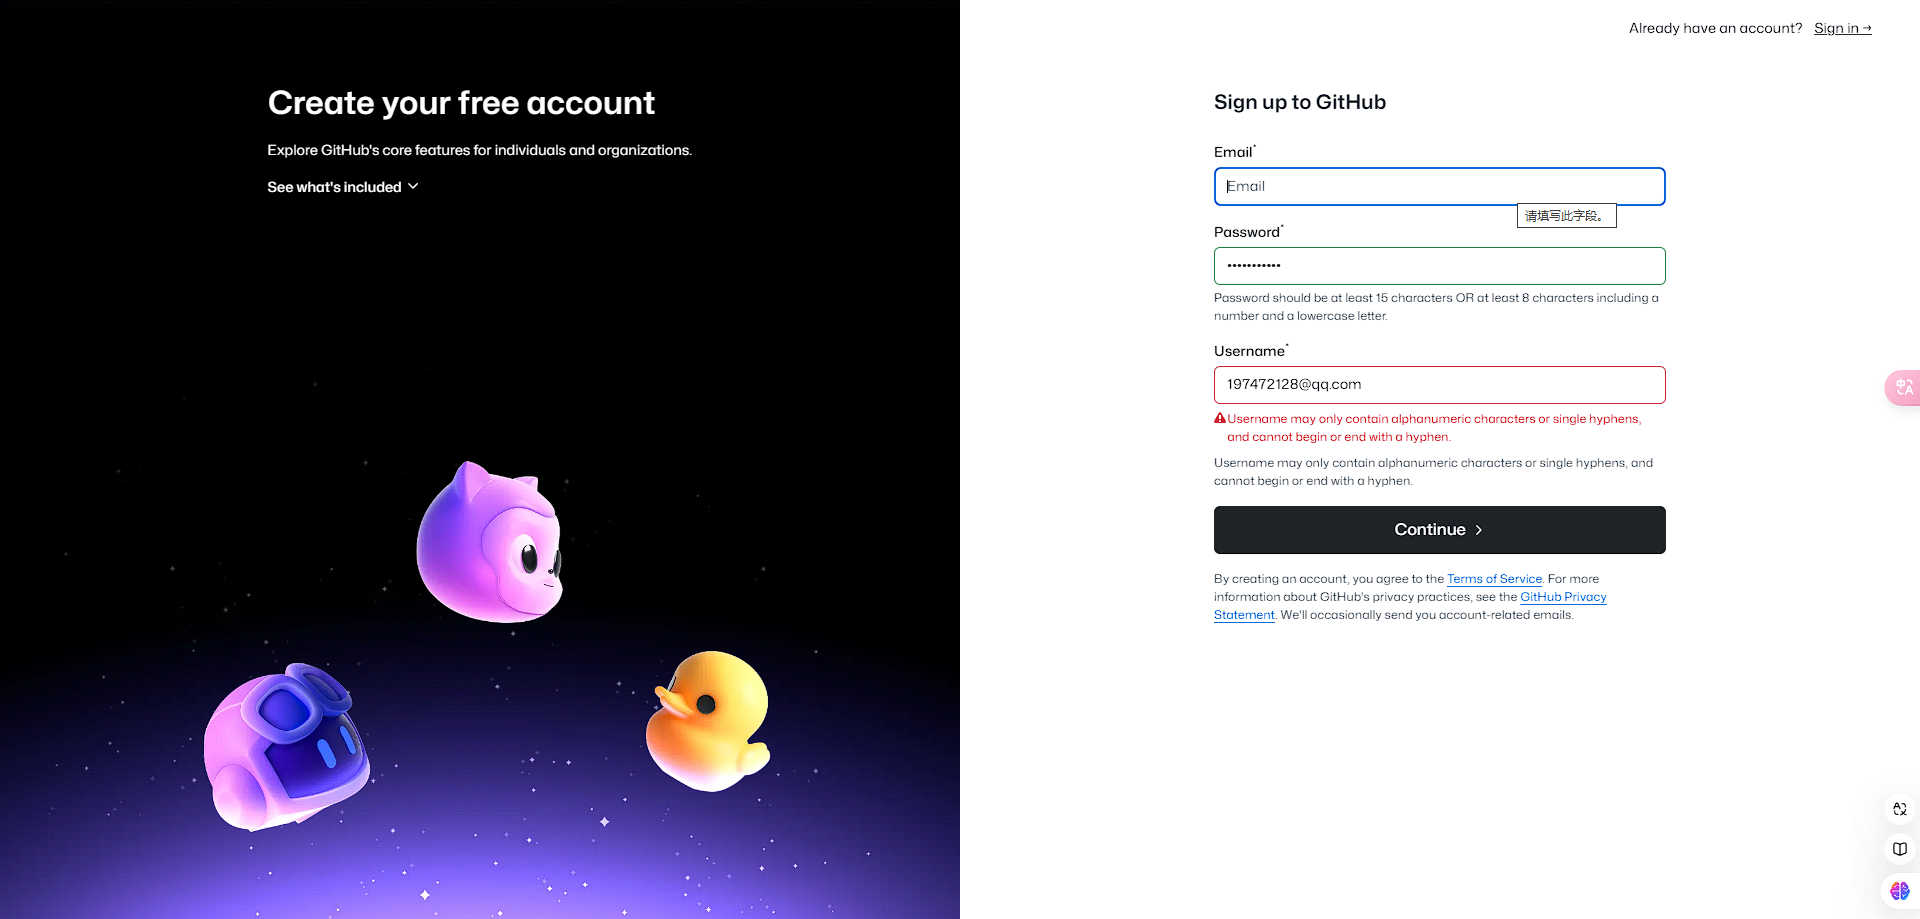 Already have an account? Sign in →
Create your free account
Explore GitHub's core features for individuals and organizations.
See what's included
Sign up to GitHub
Email*
Email
请填写此字段。
Password*
•••••••••••
Password should be at least 15 characters OR at least 8 characters including a
number and a lowercase letter.
Username*
197472128@qq.com
Username may only contain alphanumeric characters or single hyphens,
and cannot begin or end with a hyphen.
Username may only contain alphanumeric characters or single hyphens, and
cannot begin or end with a hyphen.
Continue
By creating an account, you agree to the Terms of Service. For more
information about GitHub's privacy practices, see the GitHub Privacy
Statement. We'll occasionally send you account-related emails.